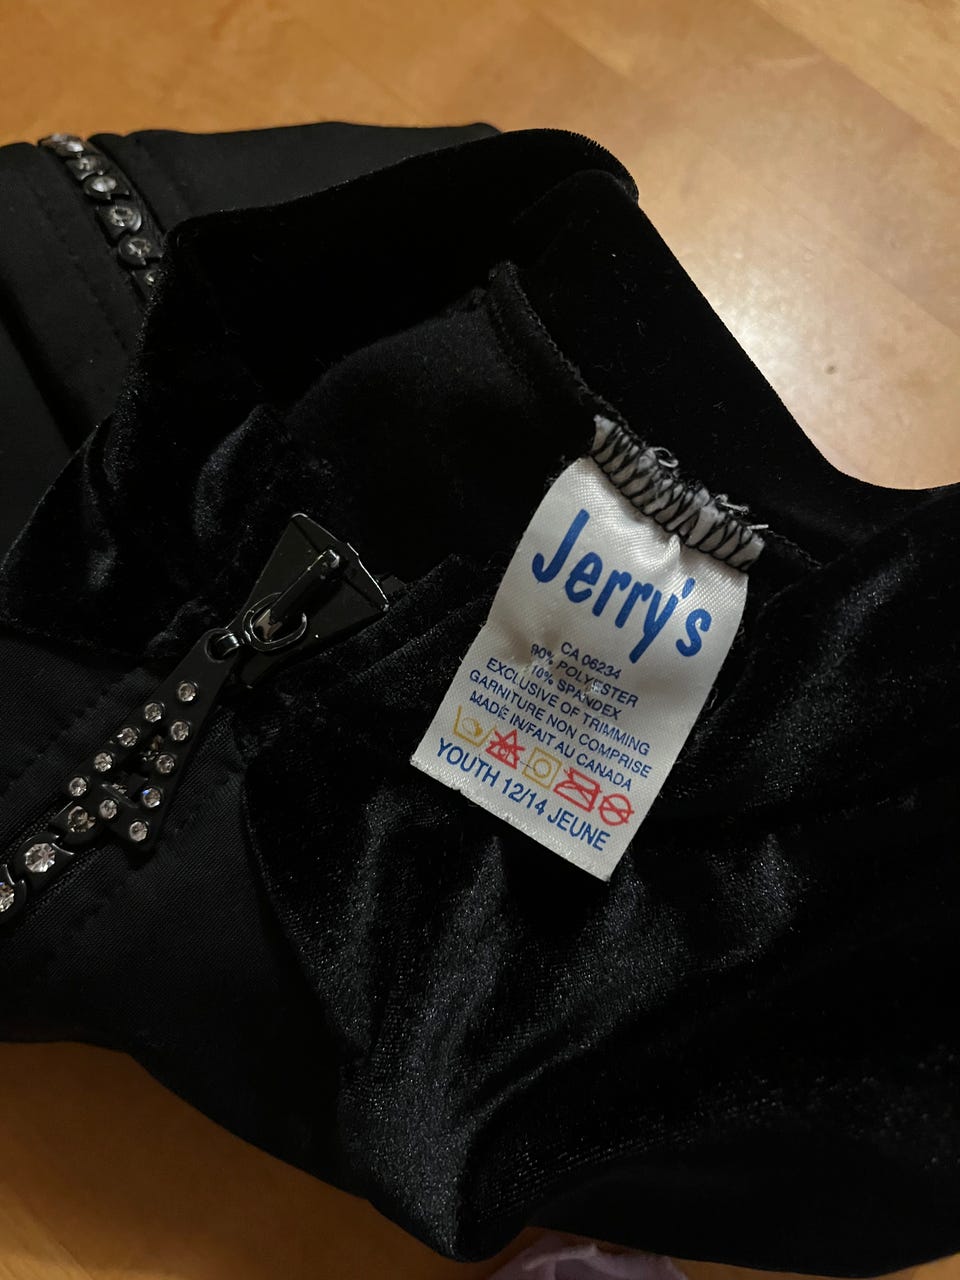 Jerry's
CA 06234
90% POLYESTER
10% SPANDEX
EXCLUSIVE OF TRIMMING
GARNITURE NON COMPRISE
MADE IN/FAIT AU CANADA
YOUTH 12/14 JEUNE